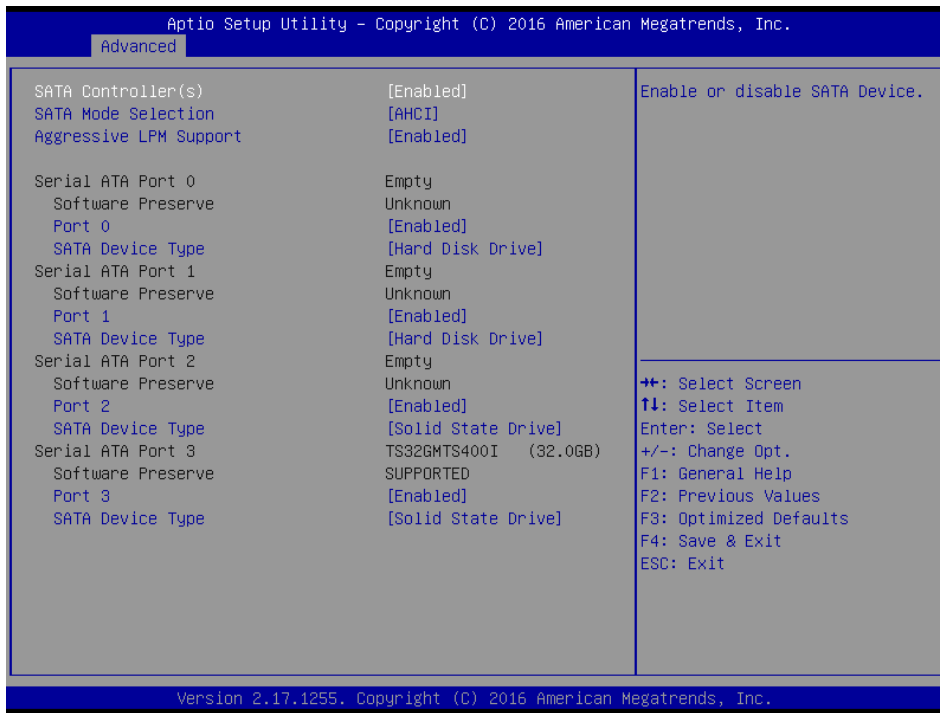 Aptio Setup Utility – Copyright (C) 2016 American Megatrends, Inc.
Advanced
SATA Controller(s) [Enabled]
SATA Mode Selection [AHCI]
Aggressive LPM Support [Enabled]
Serial ATA Port 0 Empty
Software Preserve Unknown
Port 0 [Enabled]
SATA Device Type [Hard Disk Drive]
Serial ATA Port 1 Empty
Software Preserve Unknown
Port 1 [Enabled]
SATA Device Type [Hard Disk Drive]
Serial ATA Port 2 Empty
Software Preserve Unknown
Port 2 [Enabled]
SATA Device Type [Solid State Drive]
Serial ATA Port 3 TS32GMTS400I (32.0GB)
Software Preserve SUPPORTED
Port 3 [Enabled]
SATA Device Type [Solid State Drive]
Enable or disable SATA Device.
→←: Select Screen
↑↓: Select Item
Enter: Select
+/-: Change Opt.
F1: General Help
F2: Previous Values
F3: Optimized Defaults
F4: Save & Exit
ESC: Exit
Version 2.17.1255. Copyright (C) 2016 American Megatrends, Inc.